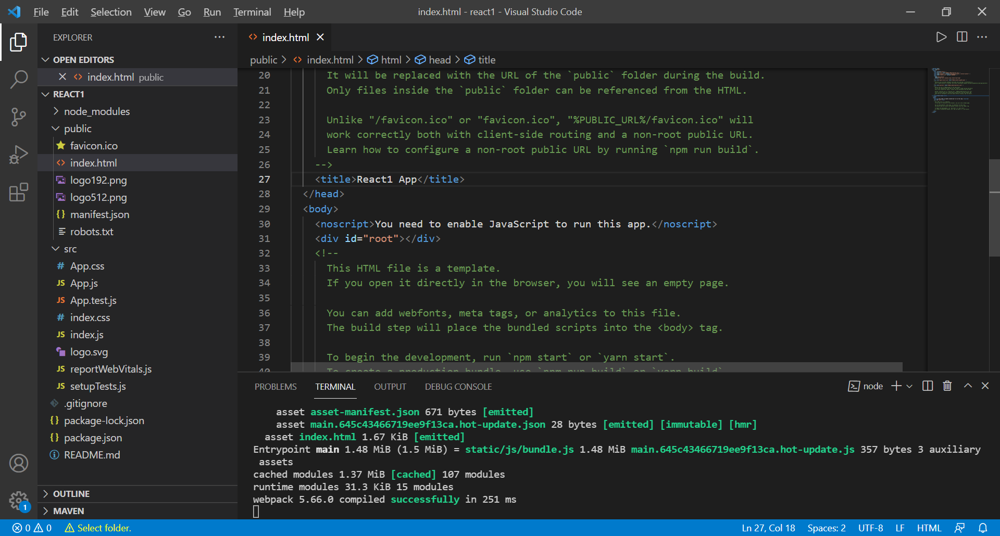 File Edit Selection View Go Run Terminal Help
index.html - react1 - Visual Studio Code
EXPLORER
OPEN EDITORS
index.html public
REACT1
node_modules
public
favicon.ico
index.html
logo192.png
logo512.png
manifest.json
robots.txt
src
App.css
App.js
App.test.js
index.css
index.js
logo.svg
reportWebVitals.js
setupTests.js
.gitignore
package-lock.json
package.json
README.md
OUTLINE
MAVEN
1
index.html
public > index.html > html > head > title
20 It will be replaced with the URL of the `public` folder during the build.
21 Only files inside the `public` folder can be referenced from the HTML.
22
23 Unlike "/favicon.ico" or "favicon.ico", "%PUBLIC_URL%/favicon.ico" will
24 work correctly both with client-side routing and a non-root public URL.
25 Learn how to configure a non-root public URL by running `npm run build`.
26 -->
27 <title>React1 App</title>
28 </head>
29 <body>
30 <noscript>You need to enable JavaScript to run this app.</noscript>
31 <div id="root"></div>
32 <!--
33 This HTML file is a template.
34 If you open it directly in the browser, you will see an empty page.
35
36 You can add webfonts, meta tags, or analytics to this file.
37 The build step will place the bundled scripts into the <body> tag.
38
39 To begin the development, run `npm start` or `yarn start`.
40 To create a production bundle, use `npm run build` or `yarn build`
PROBLEMS TERMINAL OUTPUT DEBUG CONSOLE
node
asset asset-manifest.json 671 bytes [emitted]
asset main.645c43466719ee9f13ca.hot-update.json 28 bytes [emitted] [immutable] [hmr]
asset index.html 1.67 KiB [emitted]
Entrypoint main 1.48 MiB (1.5 MiB) = static/js/bundle.js 1.48 MiB main.645c43466719ee9f13ca.hot-update.js 357 bytes 3 auxiliary
assets
cached modules 1.37 MiB [cached] 107 modules
runtime modules 31.3 KiB 15 modules
webpack 5.66.0 compiled successfully in 251 ms
0 0 Select folder.
Ln 27, Col 18 Spaces: 2 UTF-8 LF HTML